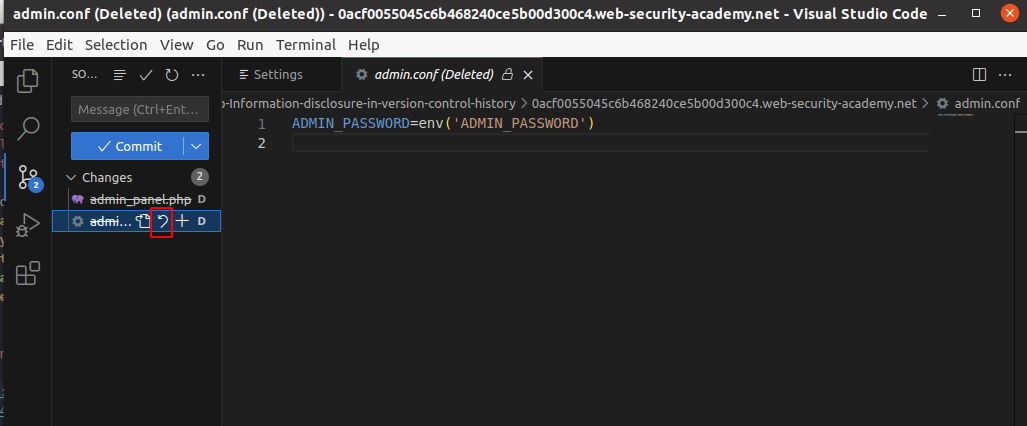 admin.conf (Deleted) (admin.conf (Deleted)) - 0acf0055045c6b468240ce5b00d300c4.web-security-academy.net - Visual Studio Code
File Edit Selection View Go Run Terminal Help
SO... Settings admin.conf (Deleted)
o-Information-disclosure-in-version-control-history > 0acf0055045c6b468240ce5b00d300c4.web-security-academy.net > admin.conf
Message (Ctrl+Ent...
1 ADMIN_PASSWORD=env('ADMIN_PASSWORD')
2
Commit
Changes 2
2
admin_panel.php D
admi... D